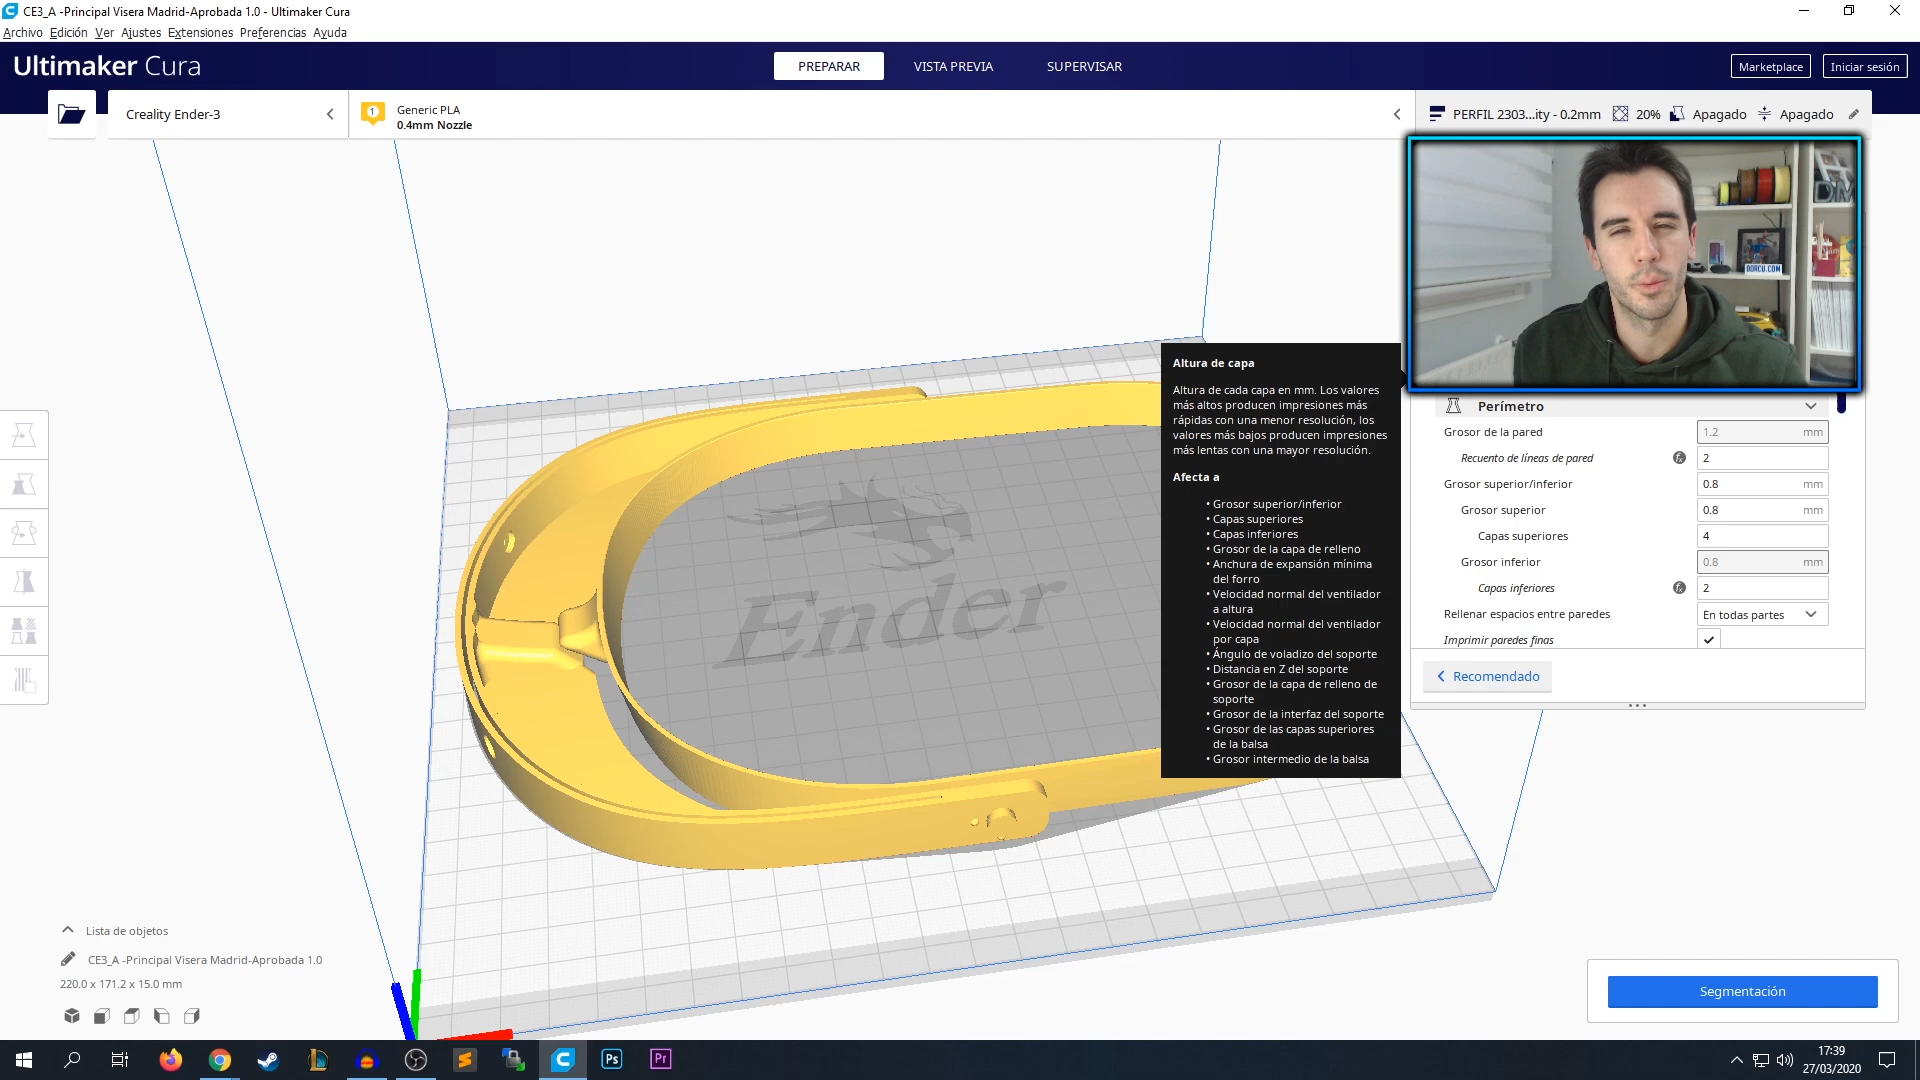 CE3_A -Principal Visera Madrid-Aprobada 1.0 - Ultimaker Cura
Archivo Edición Ver Ajustes Extensiones Preferencias Ayuda
Ultimaker Cura
PREPARAR
VISTA PREVIA
SUPERVISAR
Marketplace
Iniciar sesión
Creality Ender-3
1
Generic PLA
0.4mm Nozzle
PERFIL 2303...ity - 0.2mm
20%
Apagado
Apagado
DM
DORCU.COM
Altura de capa
Altura de cada capa en mm. Los valores
más altos producen impresiones más
rápidas con una menor resolución, los
valores más bajos producen impresiones
más lentas con una mayor resolución.
Afecta a
• Grosor superior/inferior
• Capas superiores
• Capas inferiores
• Grosor de la capa de relleno
• Anchura de expansión mínima
del forro
• Velocidad normal del ventilador
a altura
• Velocidad normal del ventilador
por capa
• Ángulo de voladizo del soporte
• Distancia en Z del soporte
• Grosor de la capa de relleno de
soporte
• Grosor de la interfaz del soporte
• Grosor de las capas superiores
de la balsa
• Grosor intermedio de la balsa
Perímetro
Grosor de la pared 1.2 mm
Recuento de líneas de pared 2
Grosor superior/inferior 0.8 mm
Grosor superior 0.8 mm
Capas superiores 4
Grosor inferior 0.8 mm
Capas inferiores 2
Rellenar espacios entre paredes En todas partes
Imprimir paredes finas
Recomendado
Ender
Lista de objetos
CE3_A -Principal Visera Madrid-Aprobada 1.0
220.0 x 171.2 x 15.0 mm
Segmentación
Ps
Pr
17:39
27/03/2020